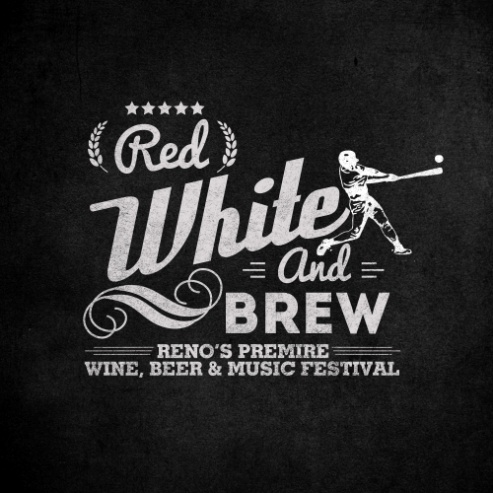 Red
White
And
BREW
RENO'S PREMIRE
WINE, BEER & MUSIC FESTIVAL